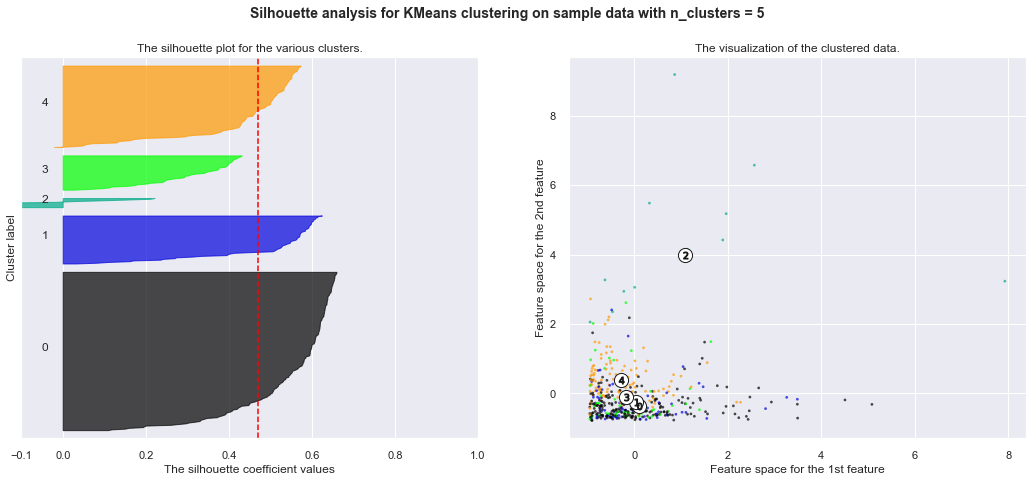 Silhouette analysis for KMeans clustering on sample data with n_clusters = 5
The silhouette plot for the various clusters.
4
3
2
1
0
Cluster label
−0.1 0.0 0.2 0.4 0.6 0.8 1.0
The silhouette coefficient values
The visualization of the clustered data.
8
6
4
2
0
Feature space for the 2nd feature
2
4
3
1
0
0 2 4 6 8
Feature space for the 1st feature